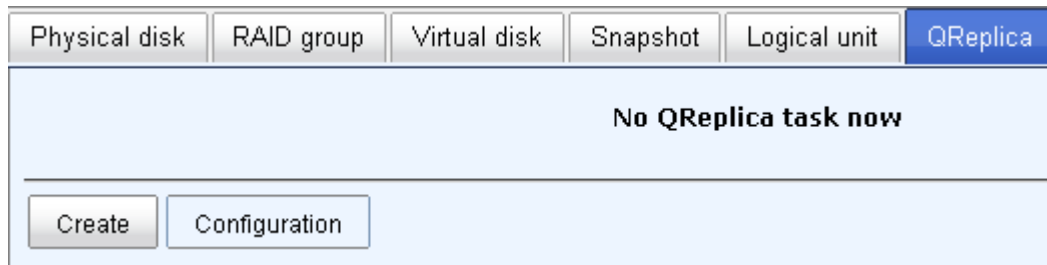 Physical disk RAID group Virtual disk Snapshot Logical unit QReplica
No QReplica task now
Create Configuration